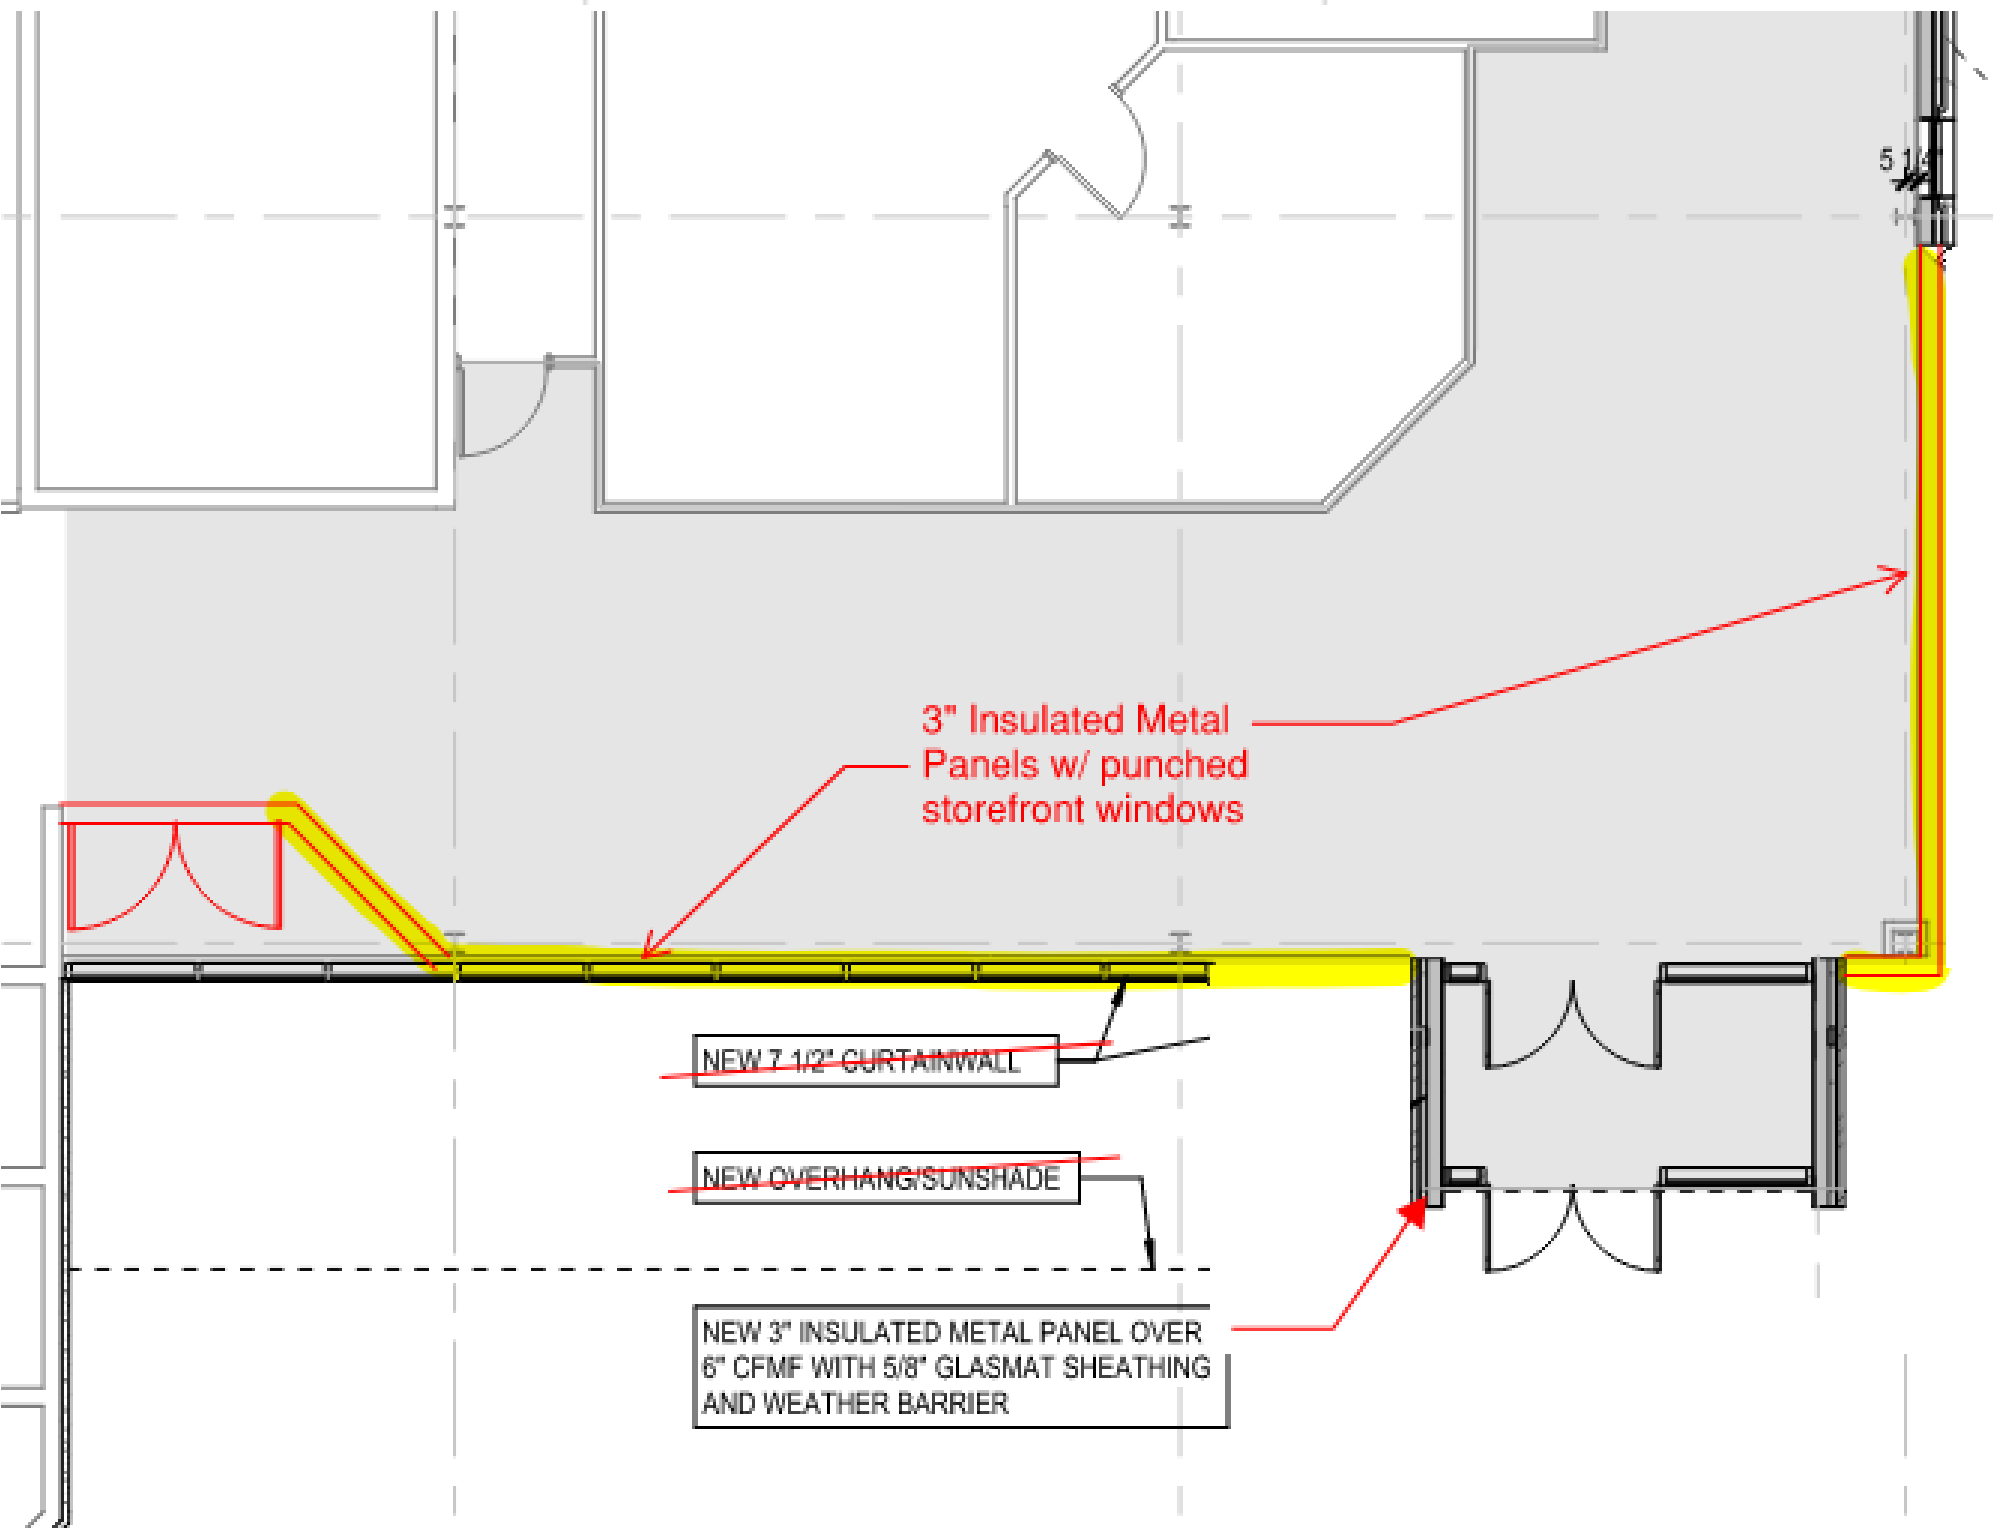 5 1/4"
3" Insulated Metal
Panels w/ punched
storefront windows
NEW 7 1/2" CURTAINWALL
NEW OVERHANG/SUNSHADE
NEW 3" INSULATED METAL PANEL OVER
6" CFMF WITH 5/8" GLASMAT SHEATHING
AND WEATHER BARRIER